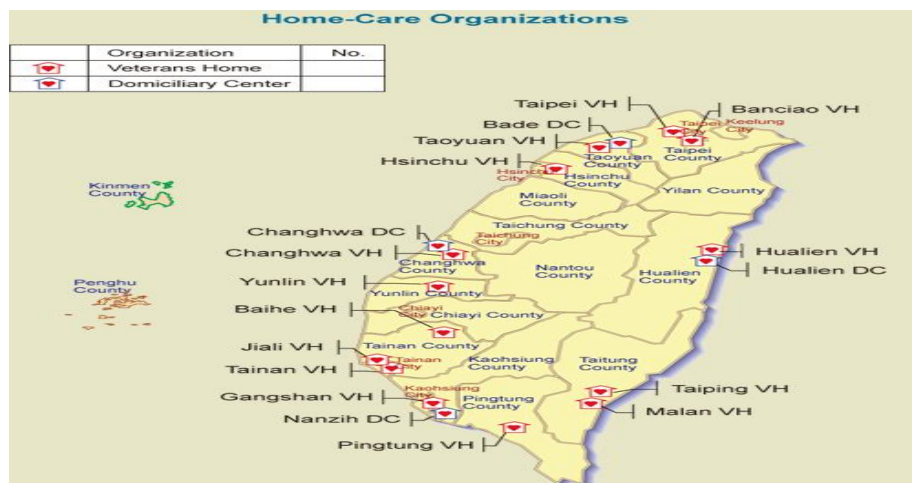 Home-Care Organizations
Organization No.
Veterans Home
Domiciliary Center
Taipei VH
Banciao VH
Bade DC
Taipei City
Keelung City
Taoyuan VH
Taoyuan County
Taipei County
Hsinchu VH
Hsinchu City
Hsinchu County
Kinmen County
Miaoli County
Yilan County
Changhwa DC
Taichung County
Taichung City
Changhwa VH
Changhwa County
Hualien VH
Nantou County
Hualien County
Hualien DC
Penghu County
Yunlin VH
Yunlin County
Baihe VH
Chiayi City
Chiayi County
Jiali VH
Tainan County
Tainan City
Kaohsiung County
Taitung County
Tainan VH
Gangshan VH
Kaohsiung City
Pingtung County
Taiping VH
Nanzih DC
Malan VH
Pingtung VH